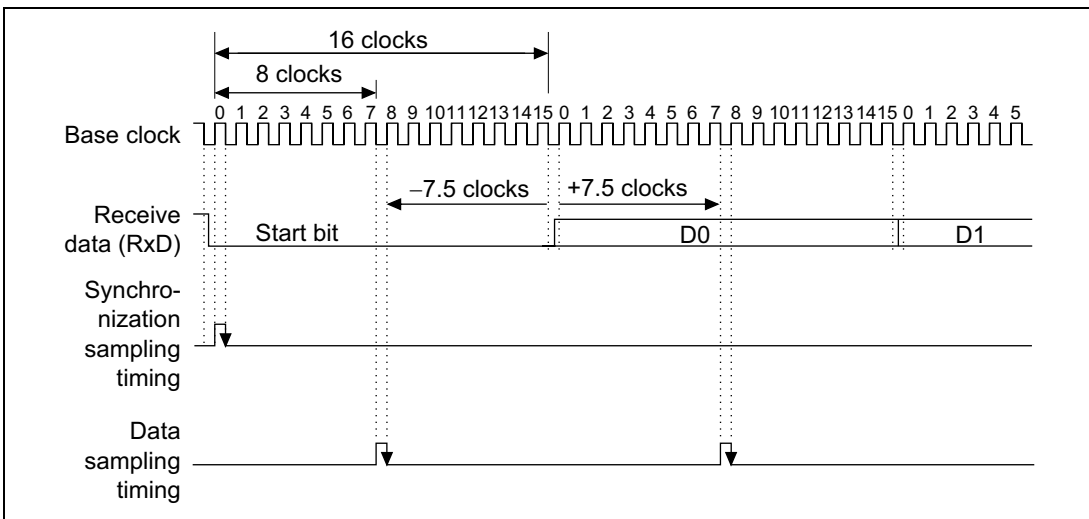 16 clocks
8 clocks
0 1 2 3 4 5 6 7 8 9 10 11 12 13 14 15 0 1 2 3 4 5 6 7 8 9 10 11 12 13 14 15 0 1 2 3 4 5
Base clock
–7.5 clocks +7.5 clocks
Receive
data (RxD)
Start bit D0 D1
Synchro-
nization
sampling
timing
Data
sampling
timing